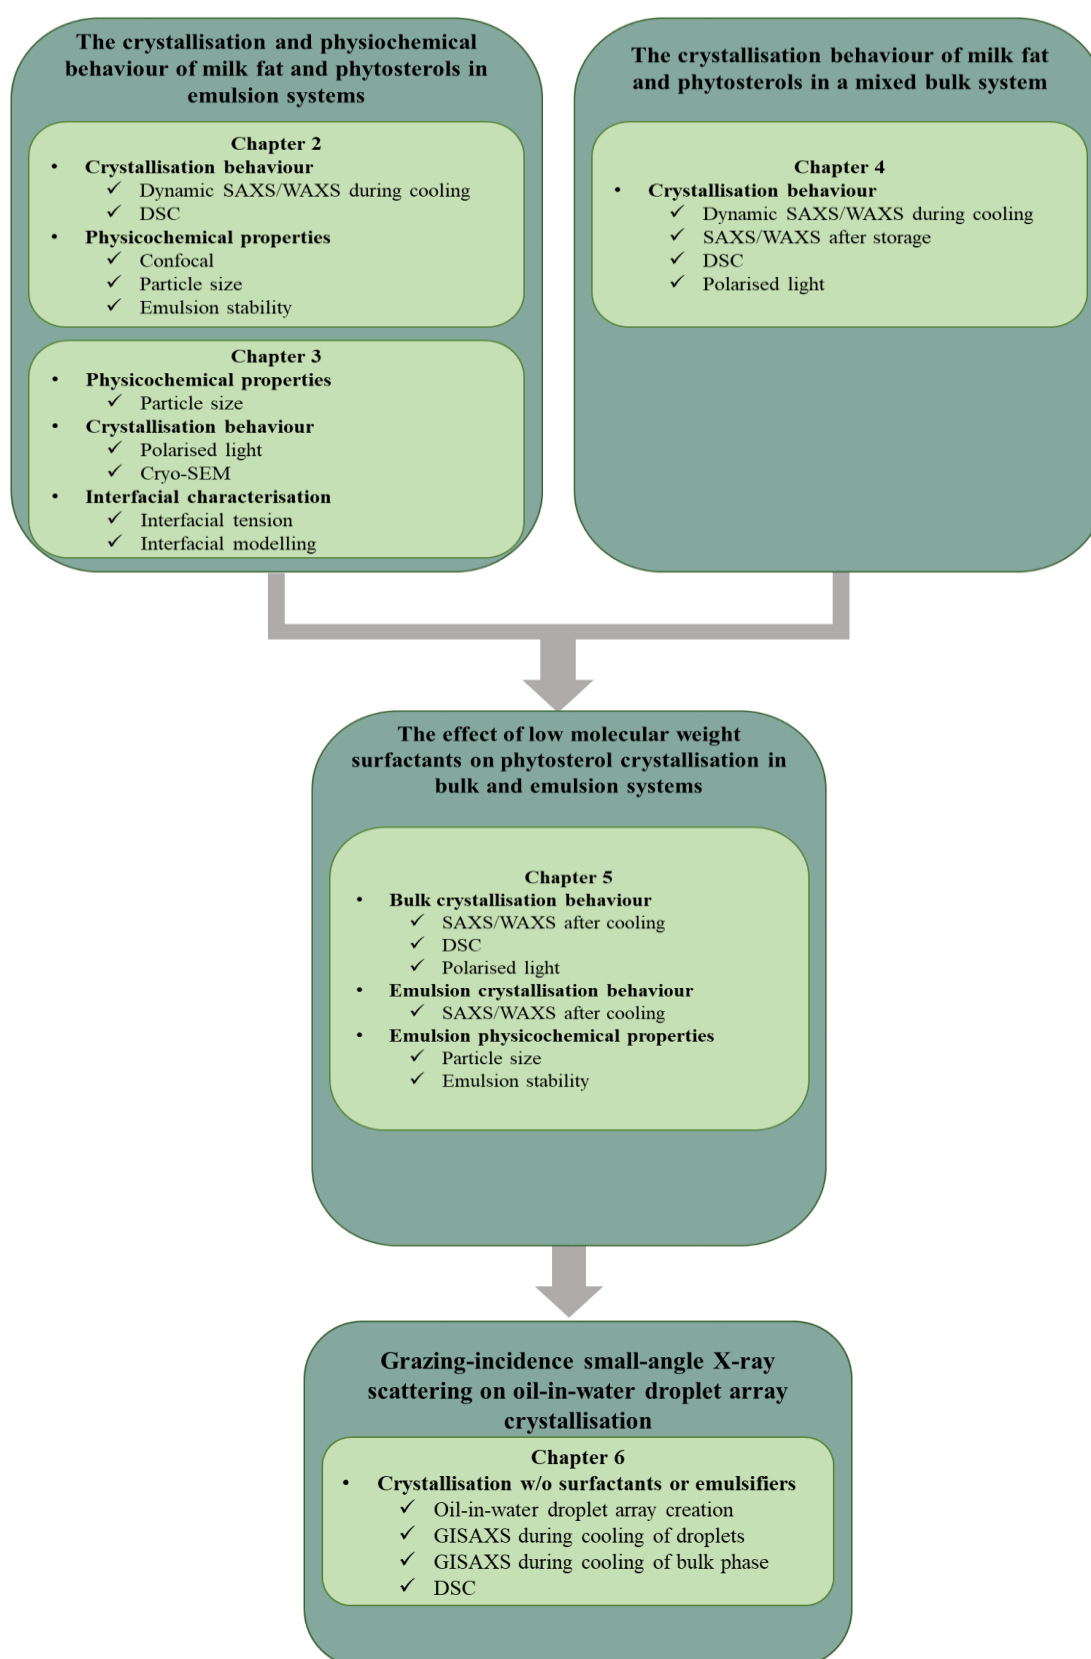 The crystallisation and physiochemical
behaviour of milk fat and phytosterols in
emulsion systems
Chapter 2
• Crystallisation behaviour
✓ Dynamic SAXS/WAXS during cooling
✓ DSC
• Physicochemical properties
✓ Confocal
✓ Particle size
✓ Emulsion stability
Chapter 3
• Physicochemical properties
✓ Particle size
• Crystallisation behaviour
✓ Polarised light
✓ Cryo-SEM
• Interfacial characterisation
✓ Interfacial tension
✓ Interfacial modelling
The crystallisation behaviour of milk fat
and phytosterols in a mixed bulk system
Chapter 4
• Crystallisation behaviour
✓ Dynamic SAXS/WAXS during cooling
✓ SAXS/WAXS after storage
✓ DSC
✓ Polarised light
The effect of low molecular weight
surfactants on phytosterol crystallisation in
bulk and emulsion systems
Chapter 5
• Bulk crystallisation behaviour
✓ SAXS/WAXS after cooling
✓ DSC
✓ Polarised light
• Emulsion crystallisation behaviour
✓ SAXS/WAXS after cooling
• Emulsion physicochemical properties
✓ Particle size
✓ Emulsion stability
Grazing-incidence small-angle X-ray
scattering on oil-in-water droplet array
crystallisation
Chapter 6
• Crystallisation w/o surfactants or emulsifiers
✓ Oil-in-water droplet array creation
✓ GISAXS during cooling of droplets
✓ GISAXS during cooling of bulk phase
✓ DSC